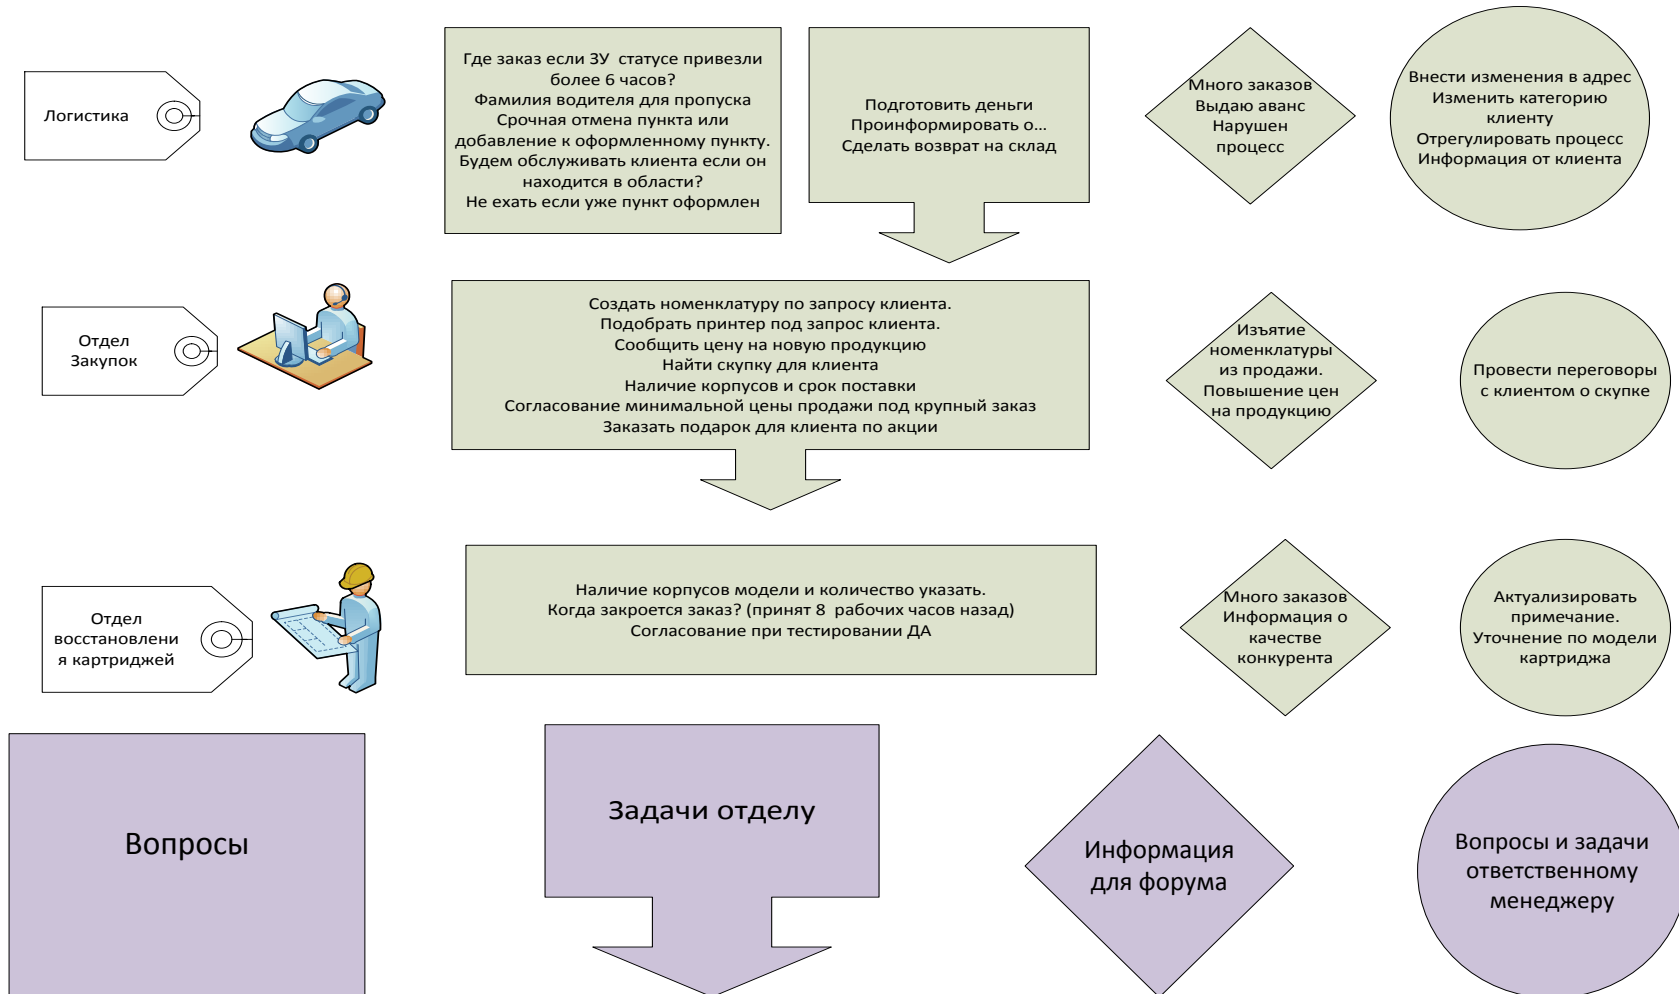 Логистика
Где заказ если ЗУ статусе привезли
более 6 часов?
Фамилия водителя для пропуска
Срочная отмена пункта или
добавление к оформленному пункту.
Будем обслуживать клиента если он
находится в области?
Не ехать если уже пункт оформлен
Подготовить деньги
Проинформировать о...
Сделать возврат на склад
Много заказов
Выдаю аванс
Нарушен
процесс
Внести изменения в адрес
Изменить категорию
клиенту
Отрегулировать процесс
Информация от клиента
Отдел
Закупок
Создать номенклатуру по запросу клиента.
Подобрать принтер под запрос клиента.
Сообщить цену на новую продукцию
Найти скупку для клиента
Наличие корпусов и срок поставки
Согласование минимальной цены продажи под крупный заказ
Заказать подарок для клиента по акции
Изъятие
номенклатуры
из продажи.
Повышение цен
на продукцию
Провести переговоры
с клиентом о скупке
Отдел
восстановлени
я картриджей
Наличие корпусов модели и количество указать.
Когда закроется заказ? (принят 8 рабочих часов назад)
Согласование при тестировании ДА
Много заказов
Информация о
качестве
конкурента
Актуализировать
примечание.
Уточнение по модели
картриджа
Вопросы
Задачи отделу
Информация
для форума
Вопросы и задачи
ответственному
менеджеру